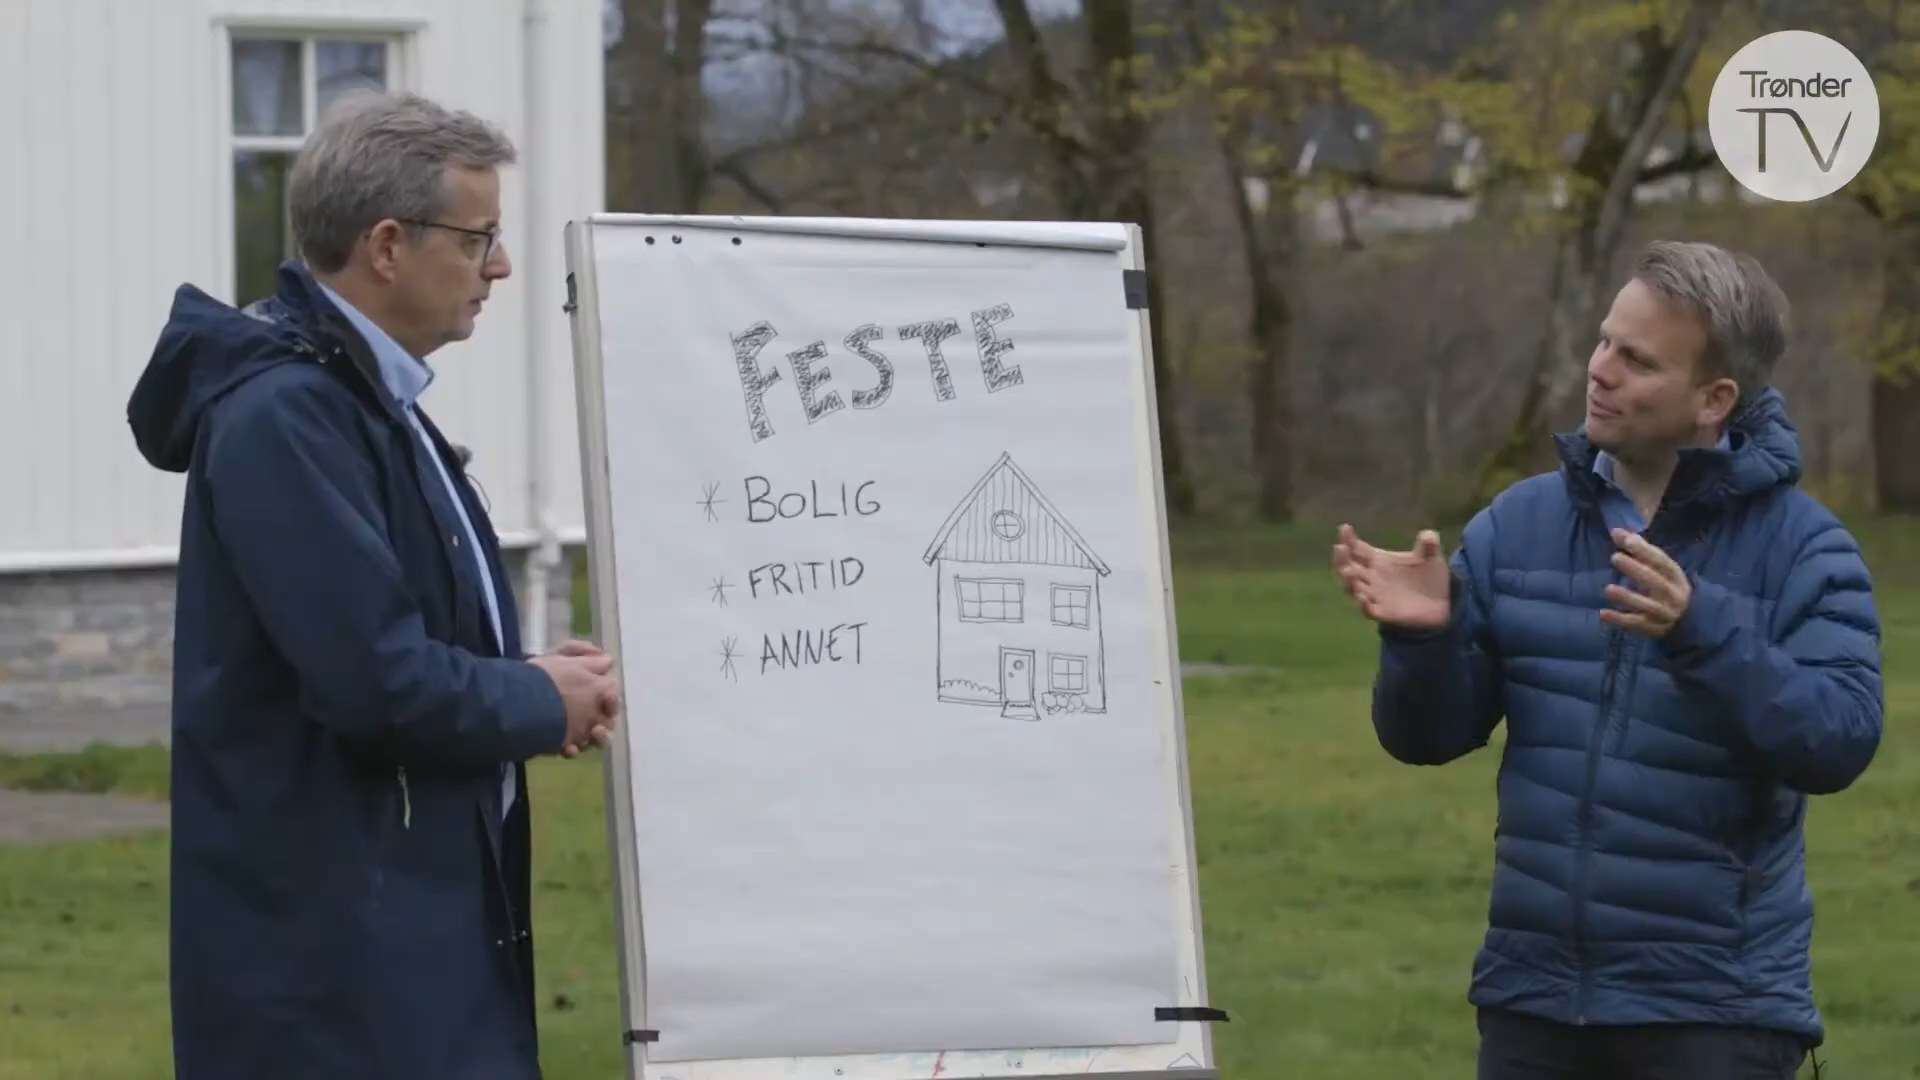 Trønder
TV
FESTE
* BOLIG
* FRITID
* ANNET